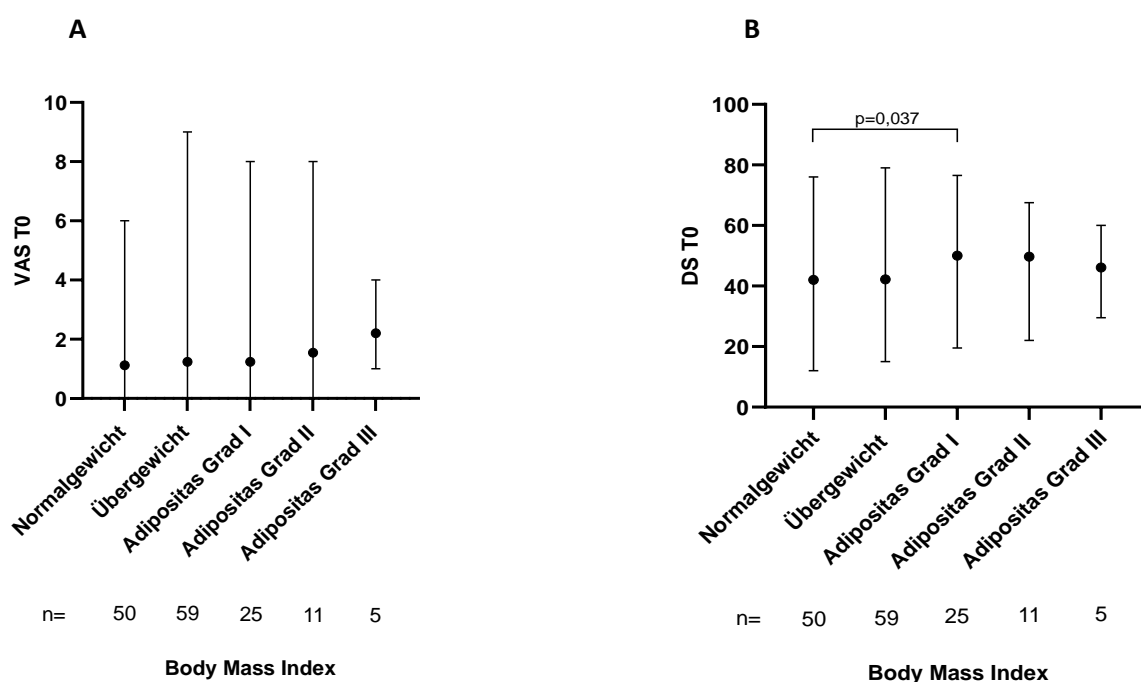 A
VAS T0
10
8
6
4
2
0
Normalgewicht
Übergewicht
Adipositas Grad I
Adipositas Grad II
Adipositas Grad III
n= 50 59 25 11 5
Body Mass Index
B
DS T0
100
80
60
40
20
0
p=0,037
Normalgewicht
Übergewicht
Adipositas Grad I
Adipositas Grad II
Adipositas Grad III
n= 50 59 25 11 5
Body Mass Index